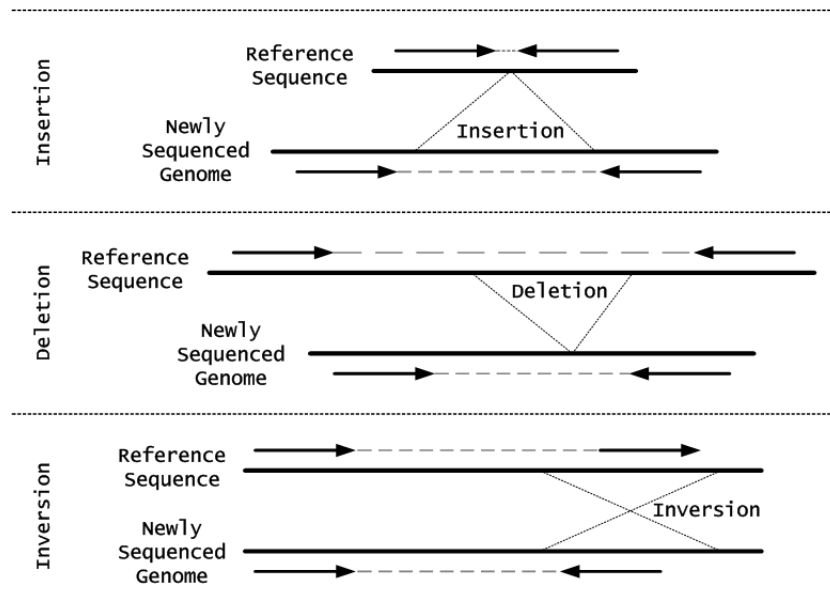 Insertion
Reference
Sequence
Insertion
Newly
Sequenced
Genome
Deletion
Reference
Sequence
Deletion
Newly
Sequenced
Genome
Inversion
Reference
Sequence
Inversion
Newly
Sequenced
Genome